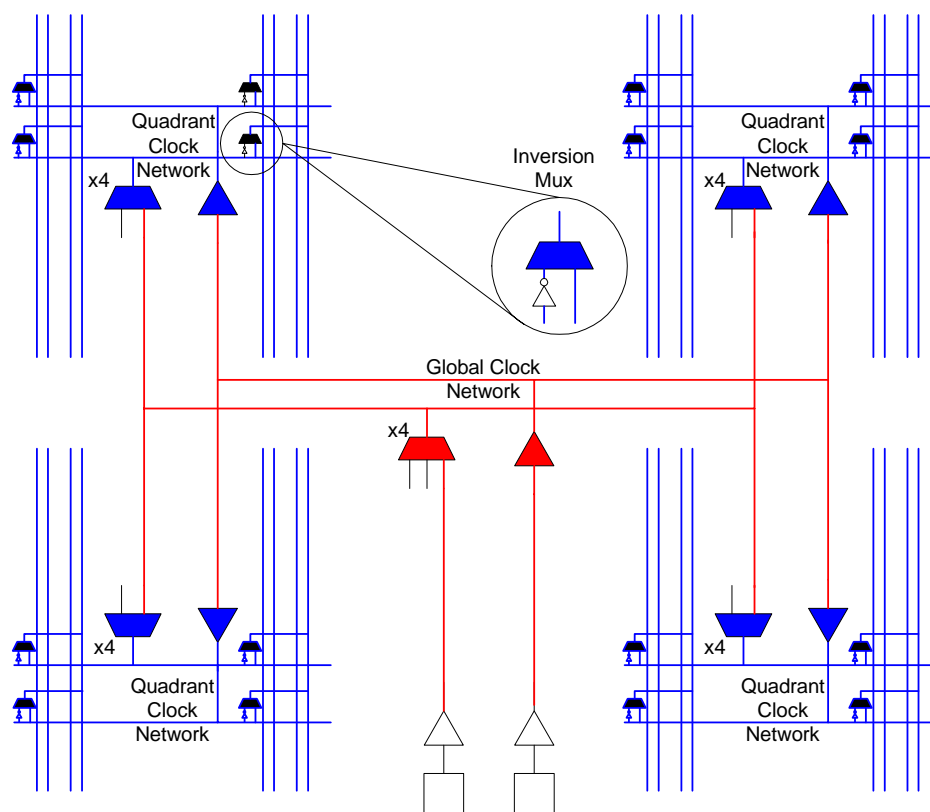 Quadrant
Clock
Network
x4
Quadrant
Clock
Network
x4
Inversion
Mux
Global Clock
Network
x4
x4
Quadrant
Clock
Network
x4
Quadrant
Clock
Network